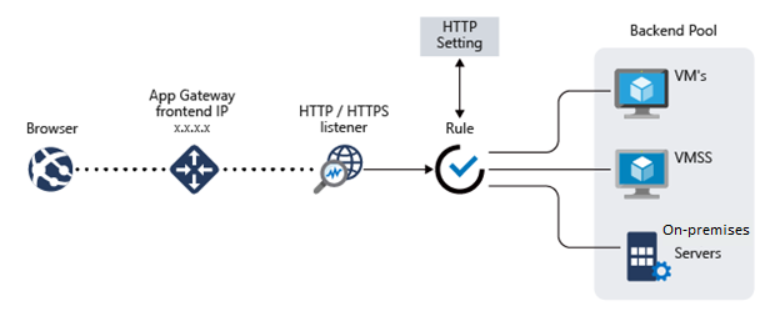 Browser
App Gateway
frontend IP
x.x.x.x
HTTP / HTTPS
listener
HTTP
Setting
Rule
Backend Pool
VM's
VMSS
On-premises
Servers